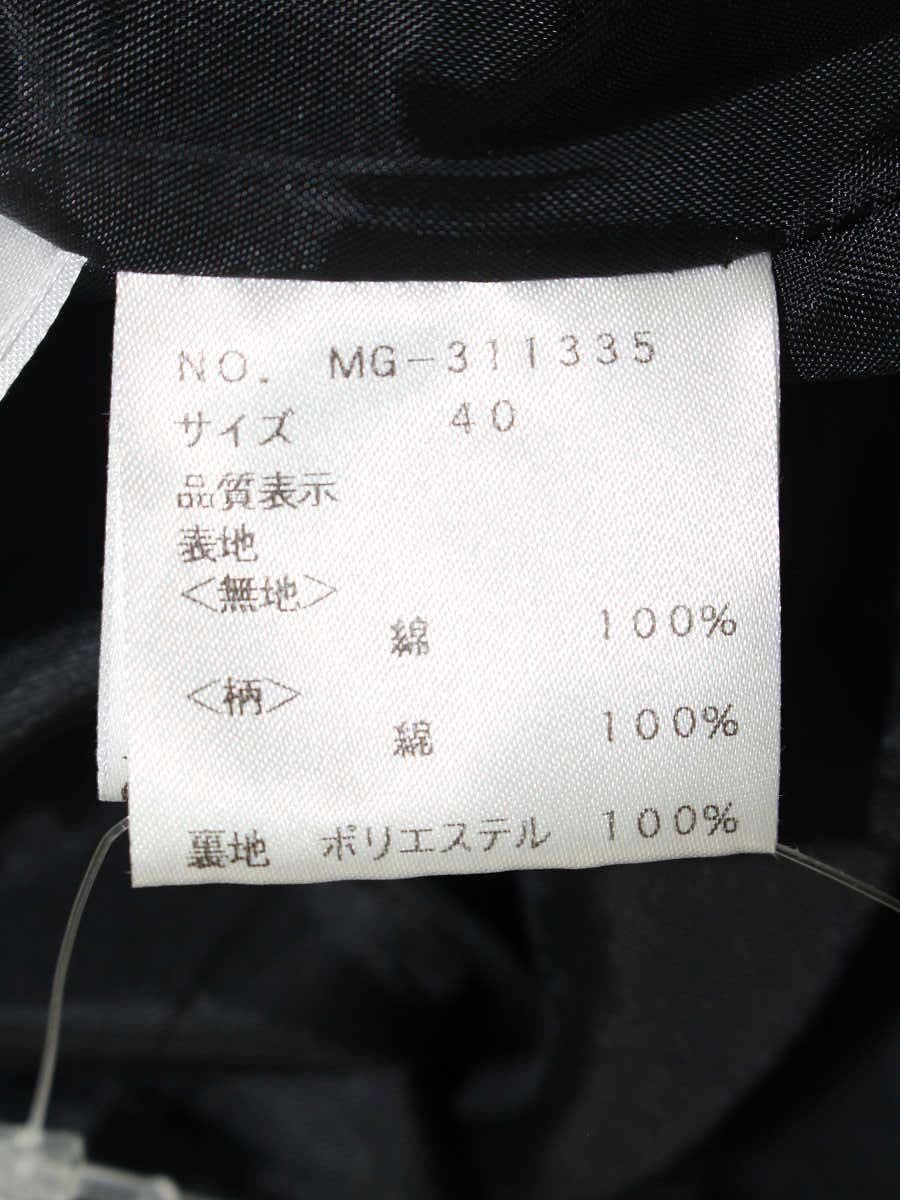 NO. MG-311335
サイズ 40
品質表示
表地
<無地>
綿 100%
<柄>
綿 100%
裏地 ポリエステル 100%